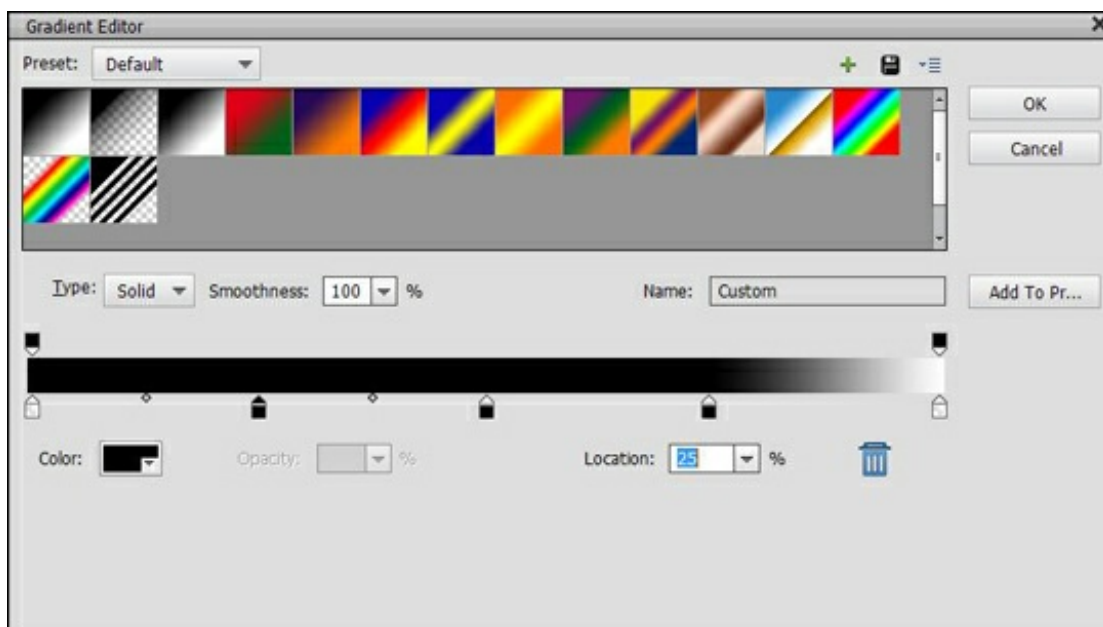 Gradient Editor
Preset: Default
OK
Cancel
Type: Solid Smoothness: 100 % Name: Custom Add To Pr...
Color: Opacity: % Location: 25 %